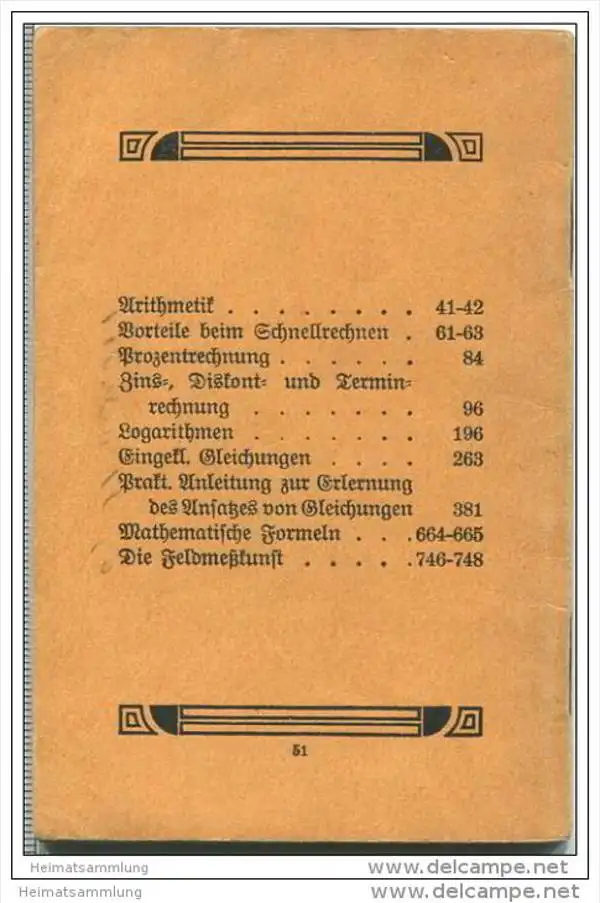 Arithmetik . . . . . . . . 41-42
Vorteile beim Schnellrechnen . 61-63
Prozentrechnung . . . . . . 84
Zins-, Diskont- und Termin-
rechnung . . . . . . . 96
Logarithmen . . . . . . . 196
Eingekl. Gleichungen . . . . 263
Prakt. Anleitung zur Erlernung
des Ansatzes von Gleichungen 381
Mathematische Formeln . . . 664-665
Die Feldmeßkunst . . . . . 746-748
51
Heimatsammlung www.delcampe.net
Heimatsammlung www.delcampe.net